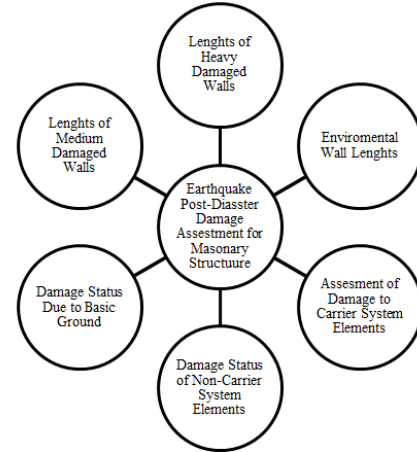 Lenghts of
Heavy
Damaged
Walls
Lenghts of
Medium
Damaged
Walls
Enviromental
Wall Lenghts
Earthquake
Post-Diasster
Damage
Assestment for
Masonary
Structuure
Damage Status
Due to Basic
Ground
Assesment of
Damage to
Carrier System
Elements
Damage Status
of Non-Carrier
System
Elements